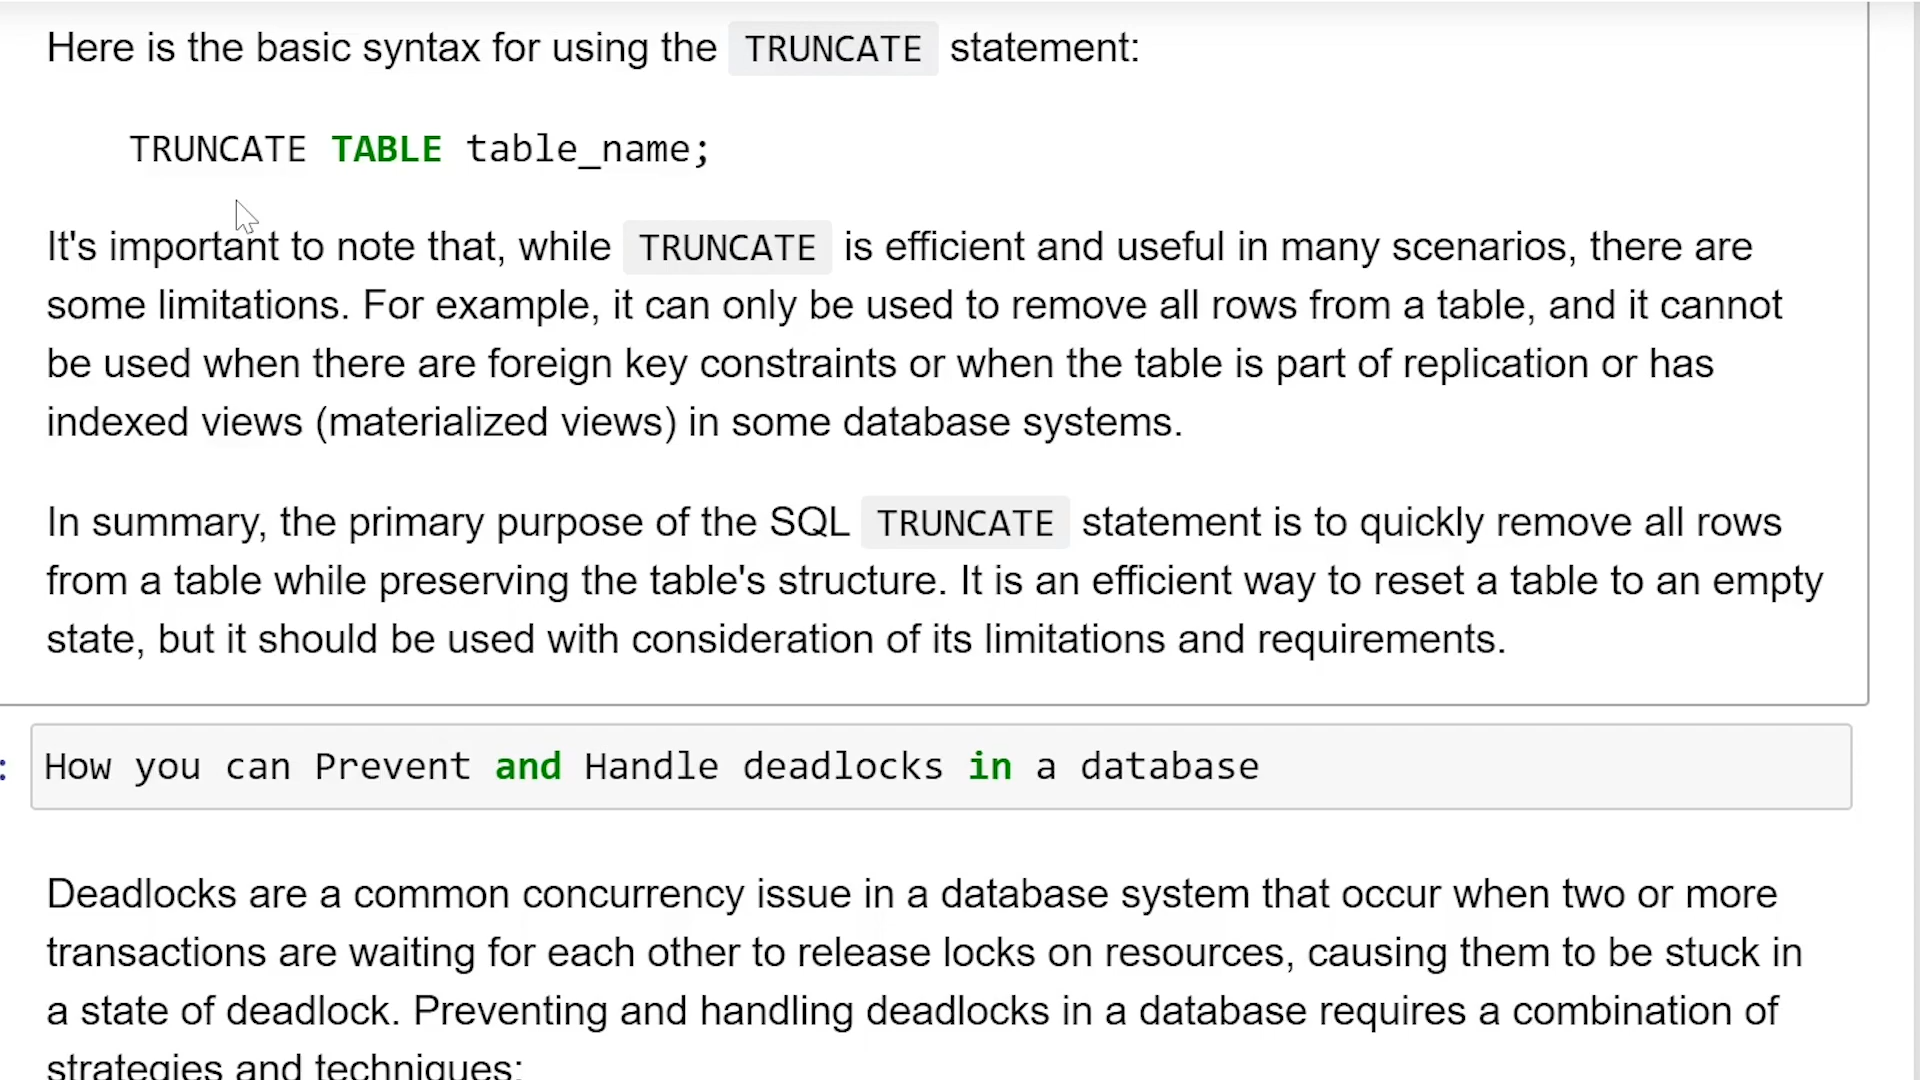 Here is the basic syntax for using the TRUNCATE statement:
TRUNCATE TABLE table_name;
It's important to note that, while TRUNCATE is efficient and useful in many scenarios, there are
some limitations. For example, it can only be used to remove all rows from a table, and it cannot
be used when there are foreign key constraints or when the table is part of replication or has
indexed views (materialized views) in some database systems.
In summary, the primary purpose of the SQL TRUNCATE statement is to quickly remove all rows
from a table while preserving the table's structure. It is an efficient way to reset a table to an empty
state, but it should be used with consideration of its limitations and requirements.
: How you can Prevent and Handle deadlocks in a database
Deadlocks are a common concurrency issue in a database system that occur when two or more
transactions are waiting for each other to release locks on resources, causing them to be stuck in
a state of deadlock. Preventing and handling deadlocks in a database requires a combination of
strategies and techniques: